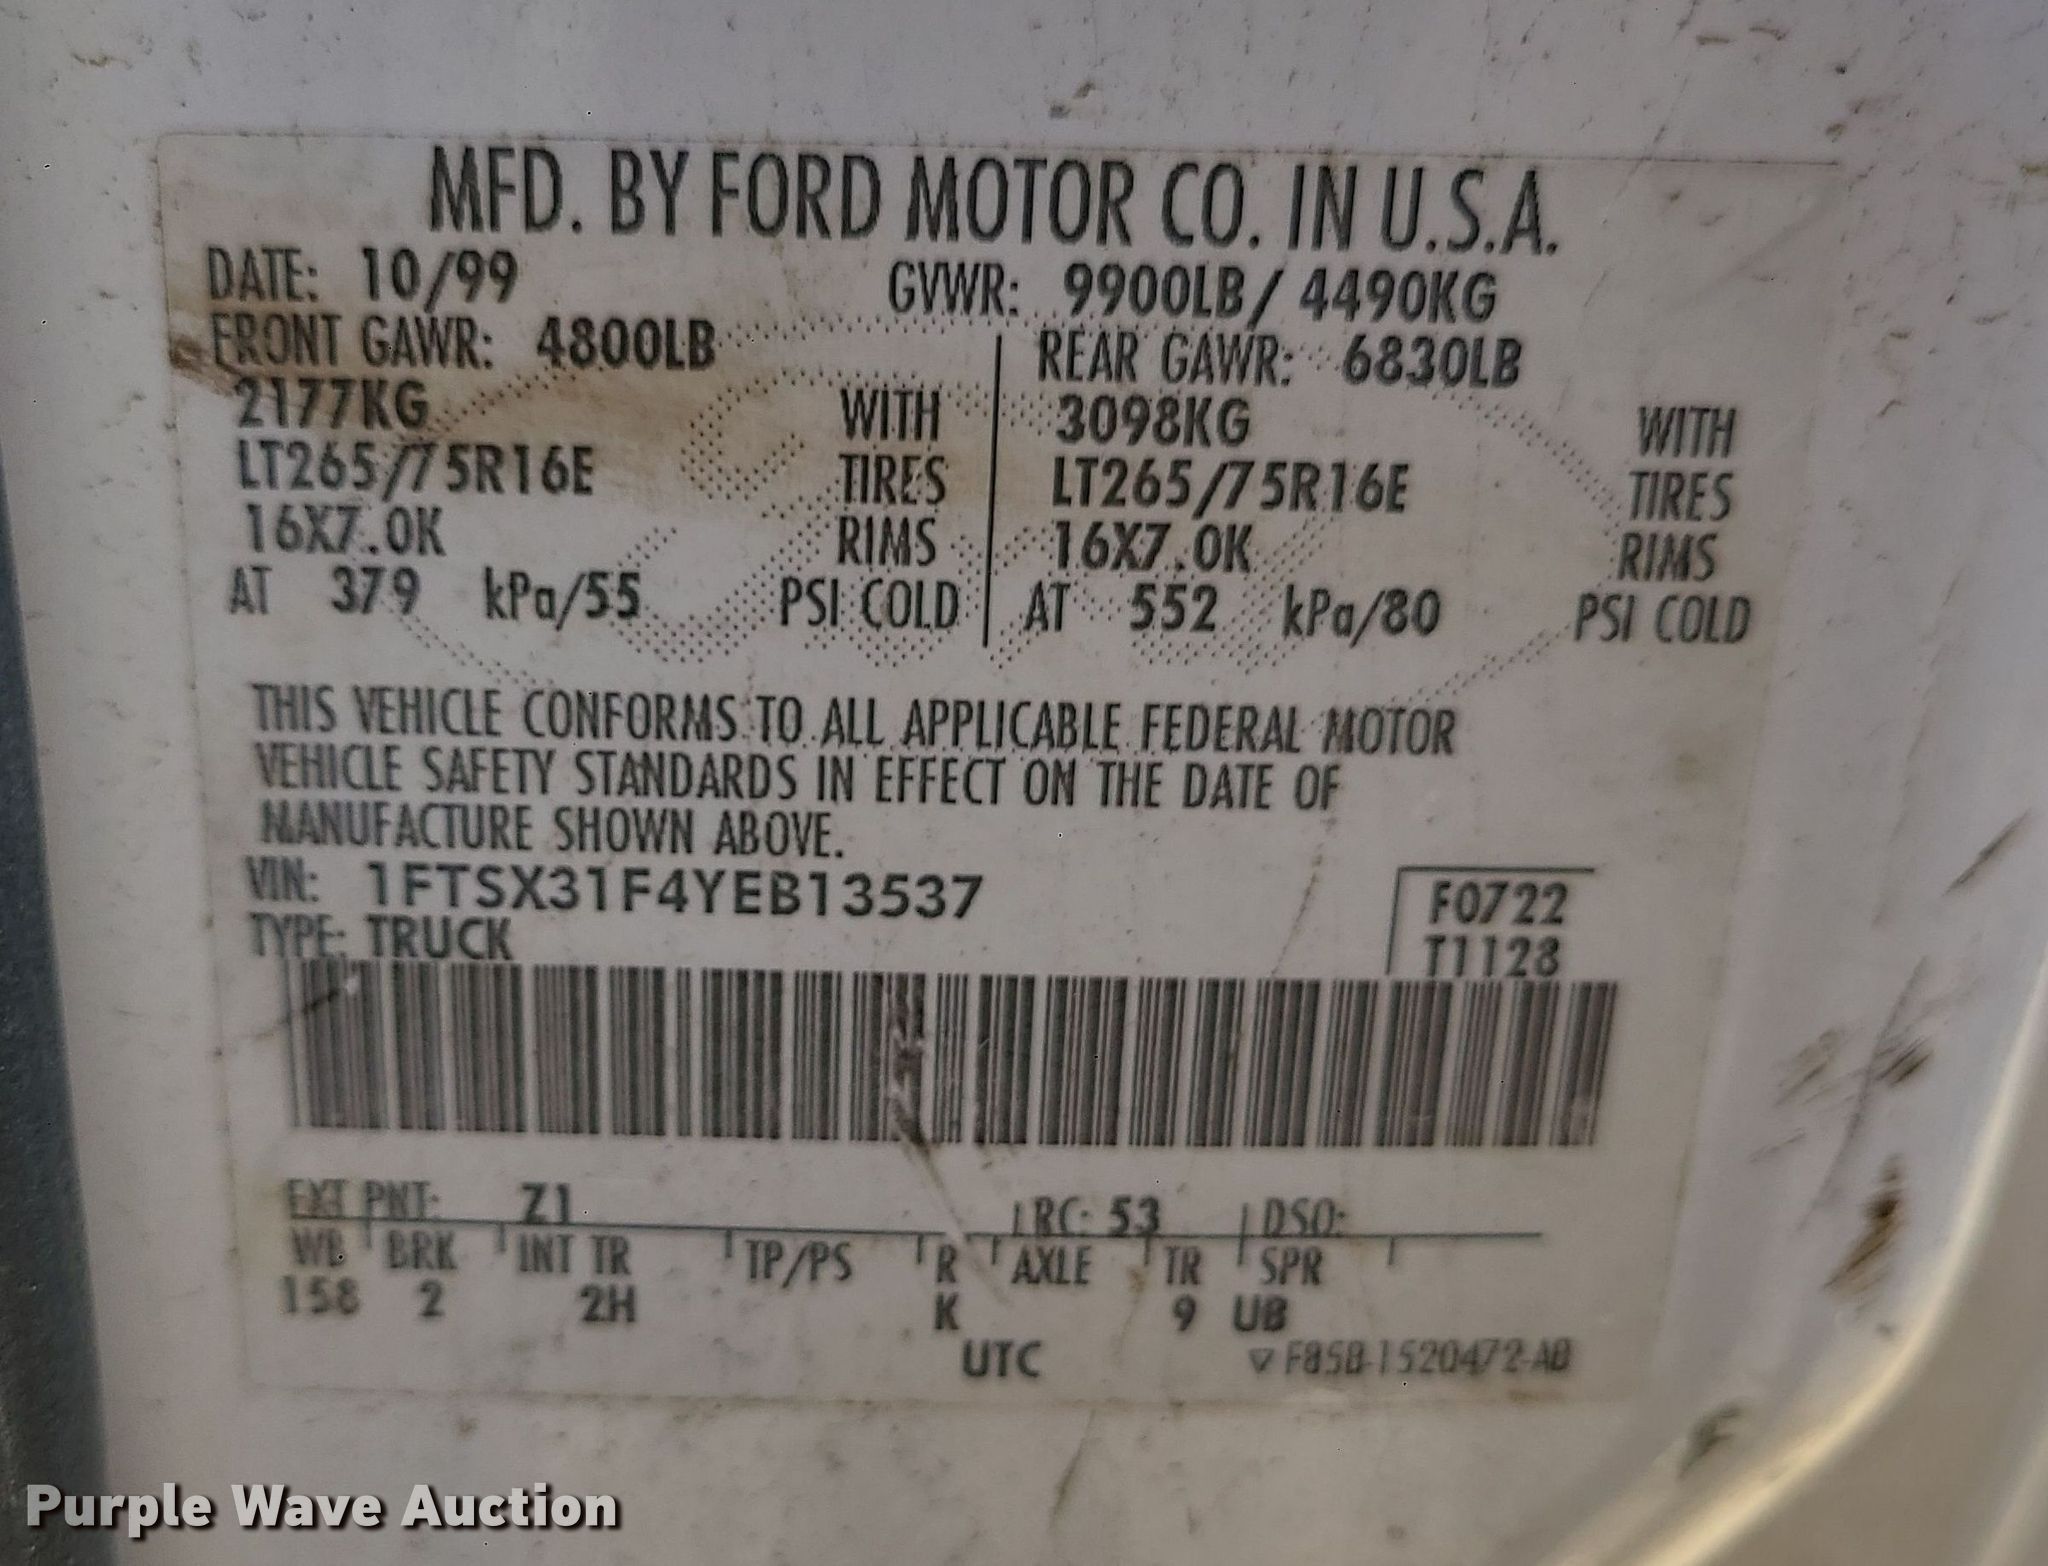 MFD. BY FORD MOTOR CO. IN U.S.A.
DATE: 10/99 GVWR: 9900LB/ 4490KG
FRONT GAWR: 4800LB REAR GAWR: 6830LB
2177KG WITH 3098KG WITH
LT265/75R16E TIRES LT265/75R16E TIRES
16X7.0K RIMS 16X7.0K RIMS
AT 379 kPa/55 PSI COLD AT 552 kPa/80 PSI COLD
THIS VEHICLE CONFORMS TO ALL APPLICABLE FEDERAL MOTOR
VEHICLE SAFETY STANDARDS IN EFFECT ON THE DATE OF
MANUFACTURE SHOWN ABOVE.
VIN: 1FTSX31F4YEB13537 F0722
TYPE: TRUCK T1128
EXT PNT: Z1 RC: 53 DSO:
WB BRK INT TR TP/PS R AXLE TR SPR
158 2 2H K 9 UB
UTC F85B-1520472-AB
Purple Wave Auction